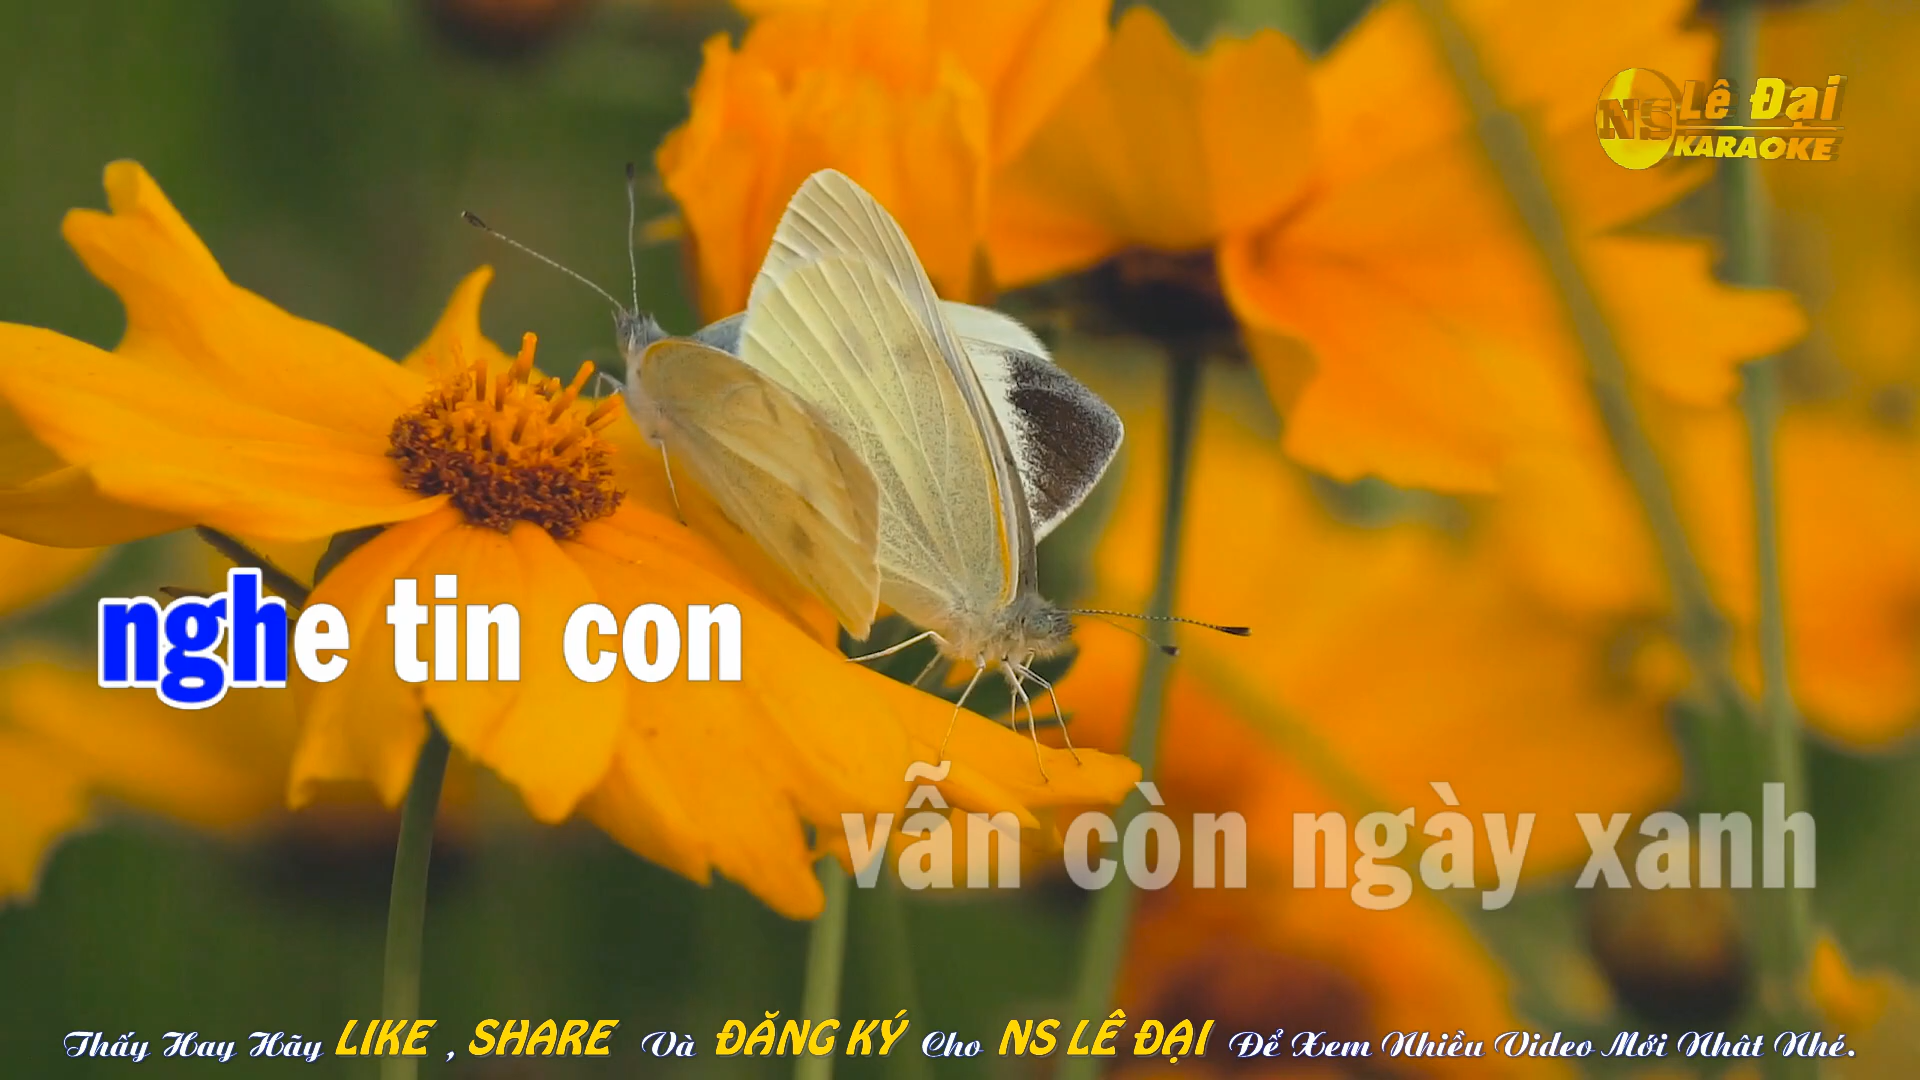 NS Lê Đại
KARAOKE
nghe tin con
vẫn còn ngày xanh
Thấy Hay Hãy LIKE , SHARE Và ĐĂNG KÝ Cho NS LÊ ĐẠI Để Xem Nhiều Video Mới Nhât Nhé.